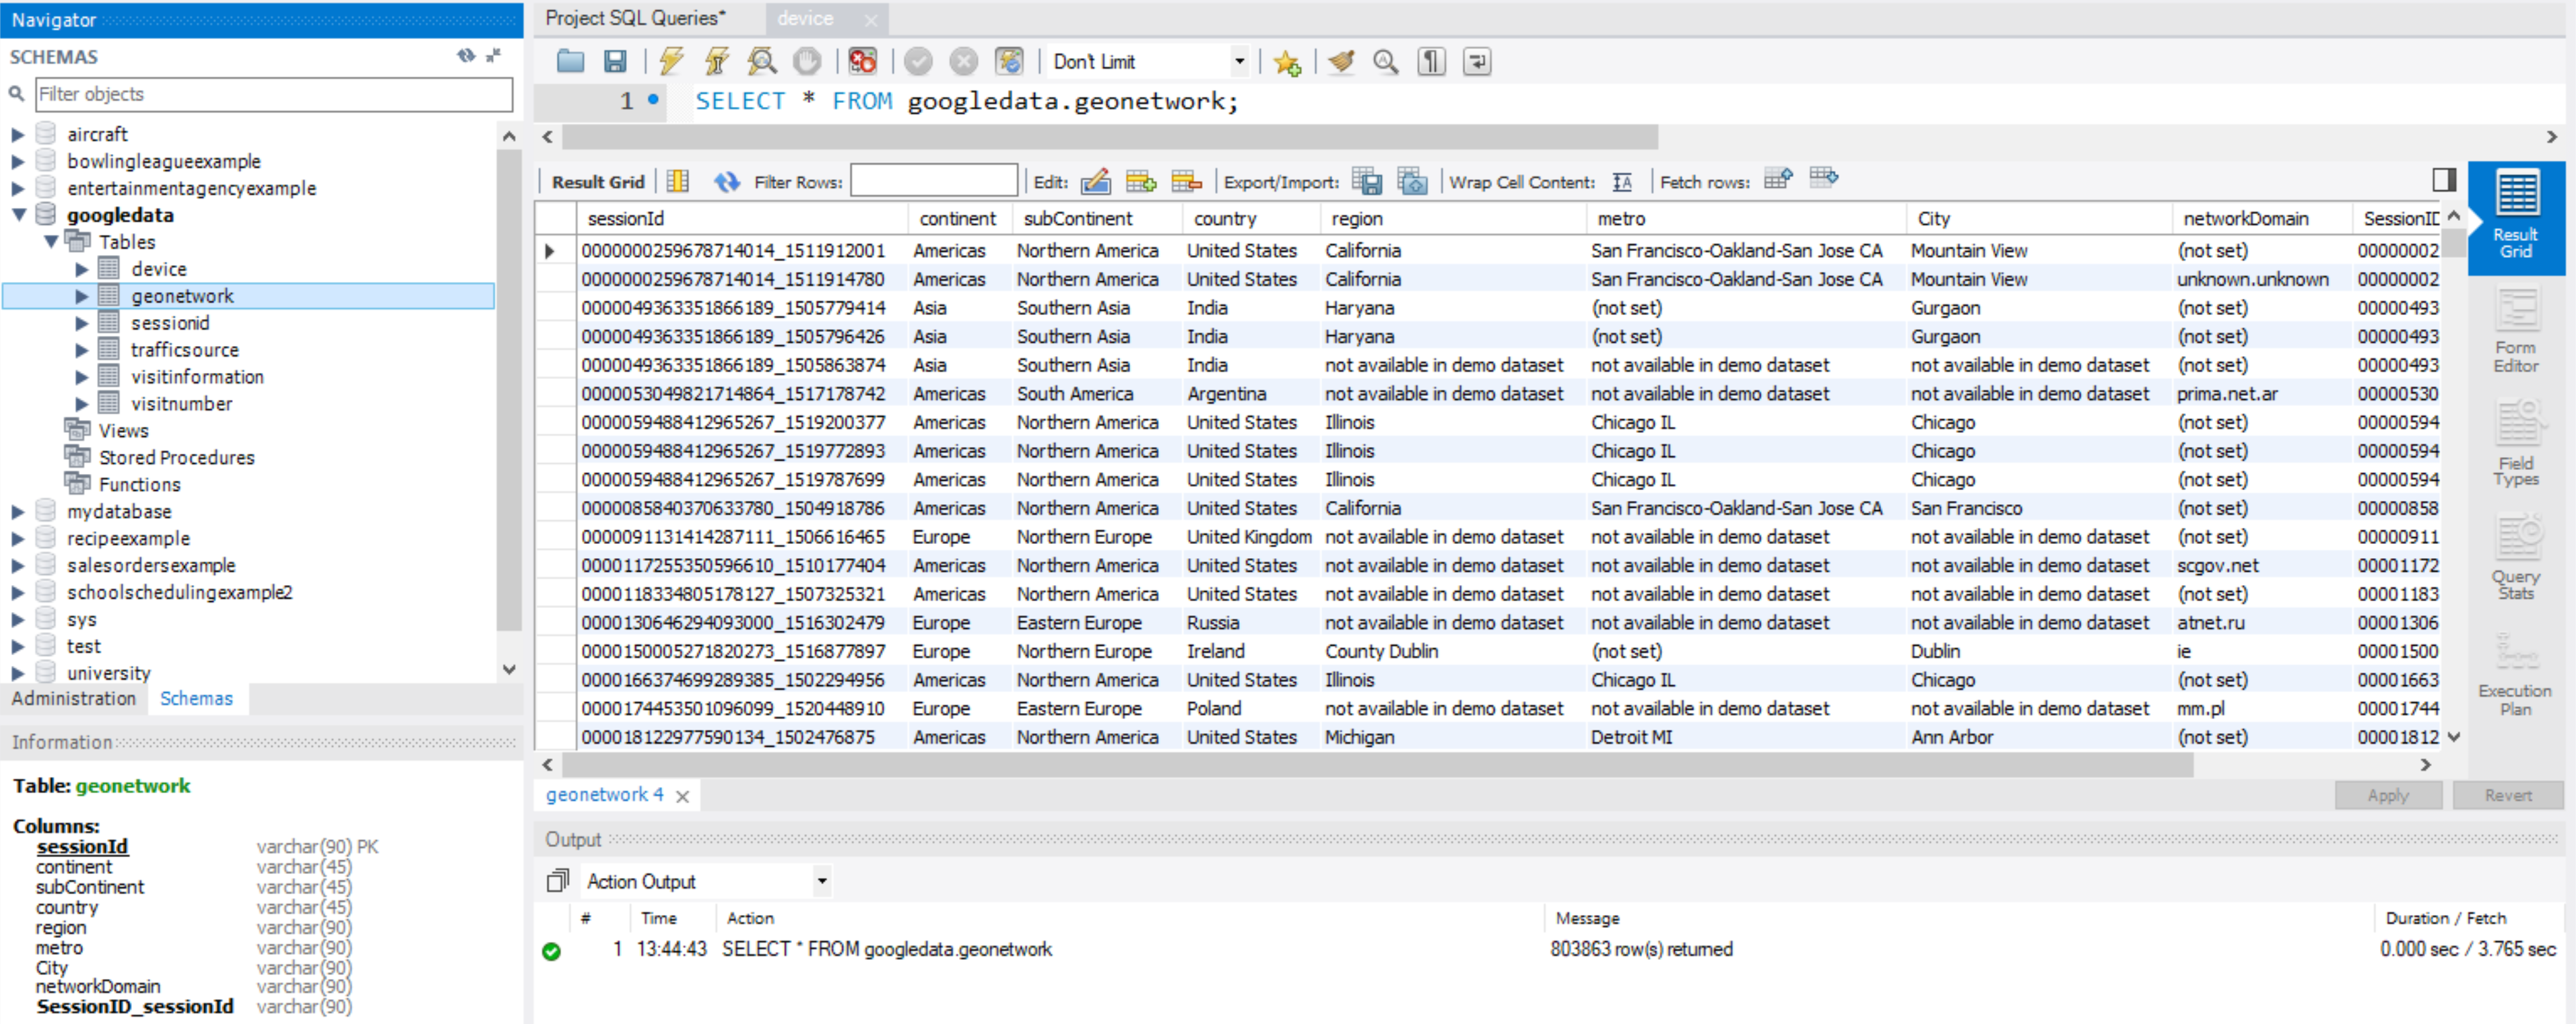 Navigator
SCHEMAS
Filter objects
aircraft
bowlingleagueexample
entertainmentagencyexample
googledata
Tables
device
geonetwork
sessionid
trafficsource
visitinformation
visitnumber
Views
Stored Procedures
Functions
mydatabase
recipeexample
salesordersexample
schoolschedulingexample2
sys
test
university
Administration Schemas
Information
Table: geonetwork
Columns:
sessionId varchar(90) PK
continent varchar(45)
subContinent varchar(45)
country varchar(45)
region varchar(90)
metro varchar(90)
City varchar(90)
networkDomain varchar(90)
SessionID_sessionId varchar(90)
Project SQL Queries* device
Don't Limit
1 SELECT * FROM googledata.geonetwork;
Result Grid Filter Rows: Edit: Export/Import: Wrap Cell Content: Fetch rows:
sessionId continent subContinent country region metro City networkDomain SessionID
0000000259678714014_1511912001 Americas Northern America United States California San Francisco-Oakland-San Jose CA Mountain View (not set) 00000002
0000000259678714014_1511914780 Americas Northern America United States California San Francisco-Oakland-San Jose CA Mountain View unknown.unknown 00000002
0000049363351866189_1505779414 Asia Southern Asia India Haryana (not set) Gurgaon (not set) 00000493
0000049363351866189_1505796426 Asia Southern Asia India Haryana (not set) Gurgaon (not set) 00000493
0000049363351866189_1505863874 Asia Southern Asia India not available in demo dataset not available in demo dataset not available in demo dataset (not set) 00000493
0000053049821714864_1517178742 Americas South America Argentina not available in demo dataset not available in demo dataset not available in demo dataset prima.net.ar 00000530
0000059488412965267_1519200377 Americas Northern America United States Illinois Chicago IL Chicago (not set) 00000594
0000059488412965267_1519772893 Americas Northern America United States Illinois Chicago IL Chicago (not set) 00000594
0000059488412965267_1519787699 Americas Northern America United States Illinois Chicago IL Chicago (not set) 00000594
0000085840370633780_1504918786 Americas Northern America United States California San Francisco-Oakland-San Jose CA San Francisco (not set) 00000858
0000091131414287111_1506616465 Europe Northern Europe United Kingdom not available in demo dataset not available in demo dataset not available in demo dataset (not set) 00000911
0000117255350596610_1510177404 Americas Northern America United States not available in demo dataset not available in demo dataset not available in demo dataset scgov.net 00001172
0000118334805178127_1507325321 Americas Northern America United States not available in demo dataset not available in demo dataset not available in demo dataset (not set) 00001183
0000130646294093000_1516302479 Europe Eastern Europe Russia not available in demo dataset not available in demo dataset not available in demo dataset atnet.ru 00001306
0000150005271820273_1516877897 Europe Northern Europe Ireland County Dublin (not set) Dublin ie 00001500
0000166374699289385_1502294956 Americas Northern America United States Illinois Chicago IL Chicago (not set) 00001663
0000174453501096099_1520448910 Europe Eastern Europe Poland not available in demo dataset not available in demo dataset not available in demo dataset mm.pl 00001744
000018122977590134_1502476875 Americas Northern America United States Michigan Detroit MI Ann Arbor (not set) 00001812
Result Grid
Form Editor
Field Types
Query Stats
Execution Plan
geonetwork 4 Apply Revert
Output
Action Output
# Time Action Message Duration / Fetch
1 13:44:43 SELECT * FROM googledata.geonetwork 803863 row(s) returned 0.000 sec / 3.765 sec